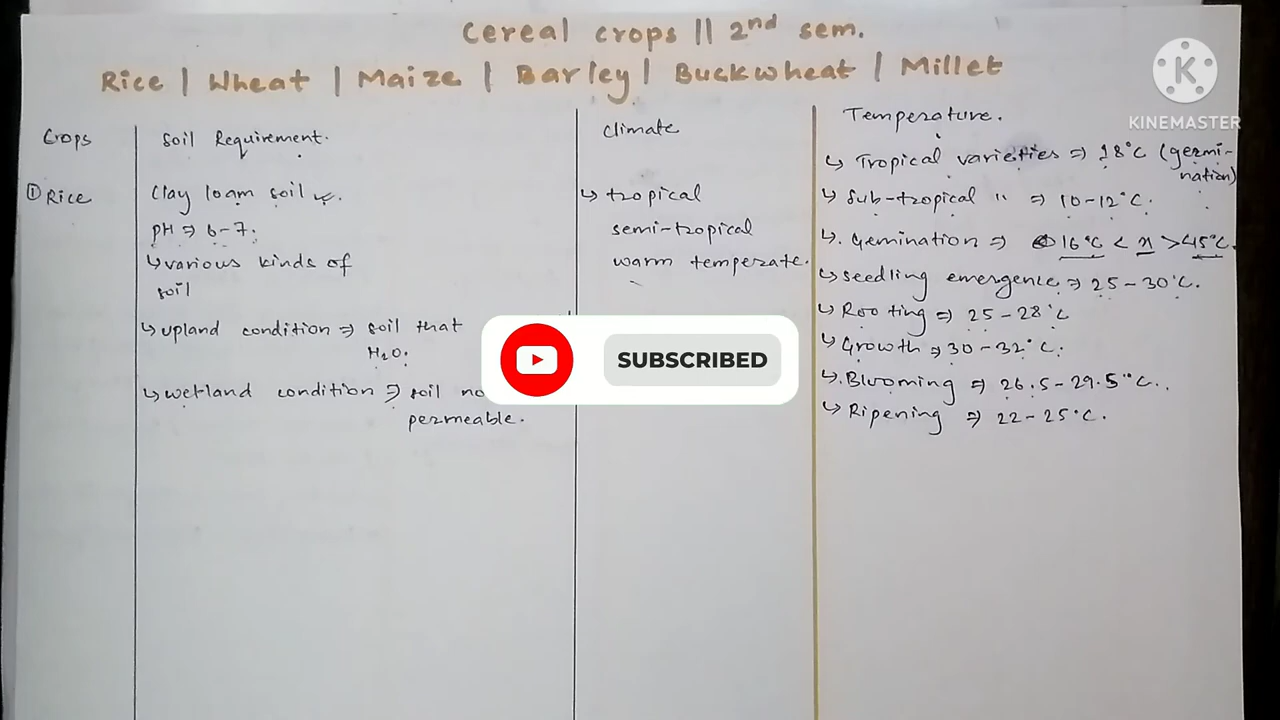 Cereal crops || 2nd sem.
Rice | Wheat | Maize | Barley | Buckwheat | Millet
KINEMASTER
Crops
Soil Requirement.
Climate
Temperature.
① Rice
Clay loam soil
pH ⇒ 6-7.
↳ various kinds of
soil
↳ upland condition ⇒ soil that
H₂O.
↳ wetland condition ⇒ soil no
permeable.
↳ tropical
semi-tropical
warm temperate.
↳ Tropical varieties ⇒ 18°C (germi-
nation)
↳ Sub-tropical " ⇒ 10-12°C.
↳ Gemination ⇒ 16°C < n > 45°C.
↳ seedling emergence ⇒ 25-30°C.
↳ Rooting ⇒ 25-28°C
↳ Growth ⇒ 30-32°C.
↳ Blooming ⇒ 26.5-29.5°C.
↳ Ripening ⇒ 22-25°C.
SUBSCRIBED